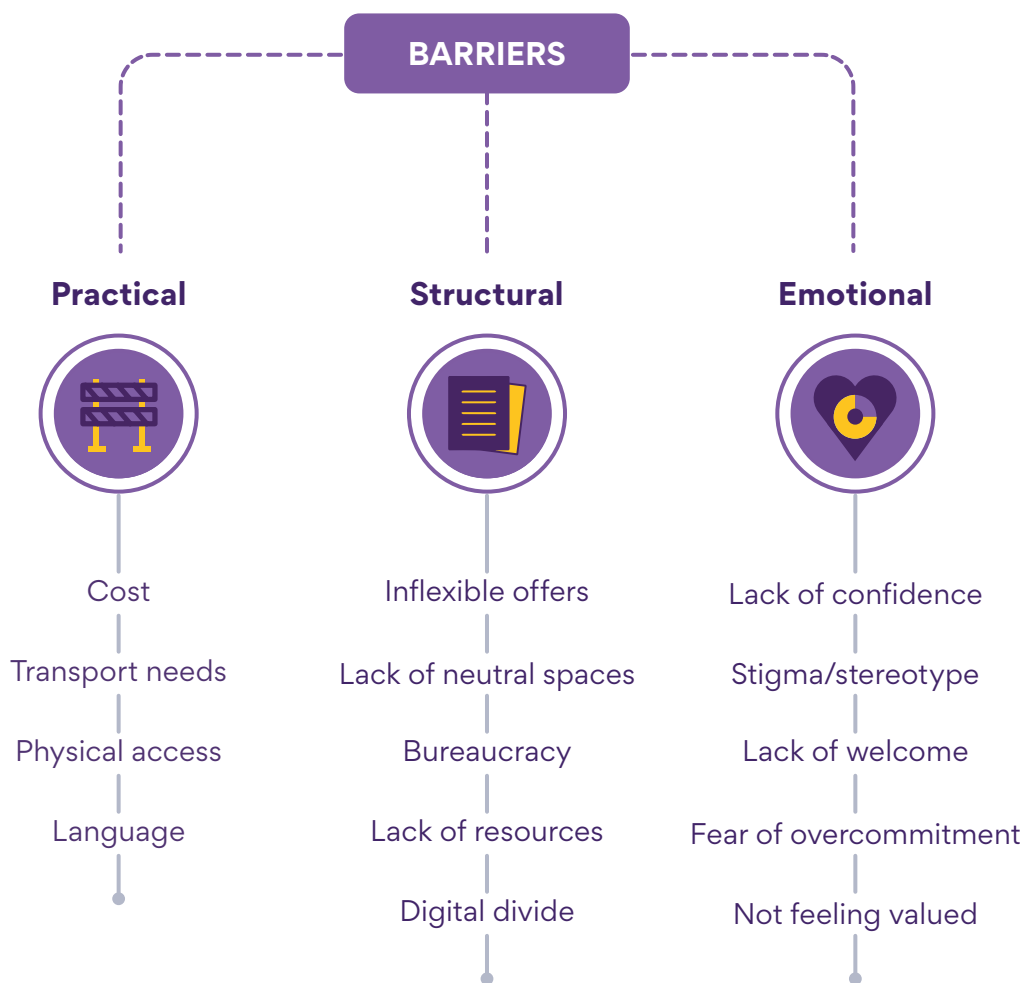 BARRIERS
Practical
Cost
Transport needs
Physical access
Language
Structural
Inflexible offers
Lack of neutral spaces
Bureaucracy
Lack of resources
Digital divide
Emotional
Lack of confidence
Stigma/stereotype
Lack of welcome
Fear of overcommitment
Not feeling valued